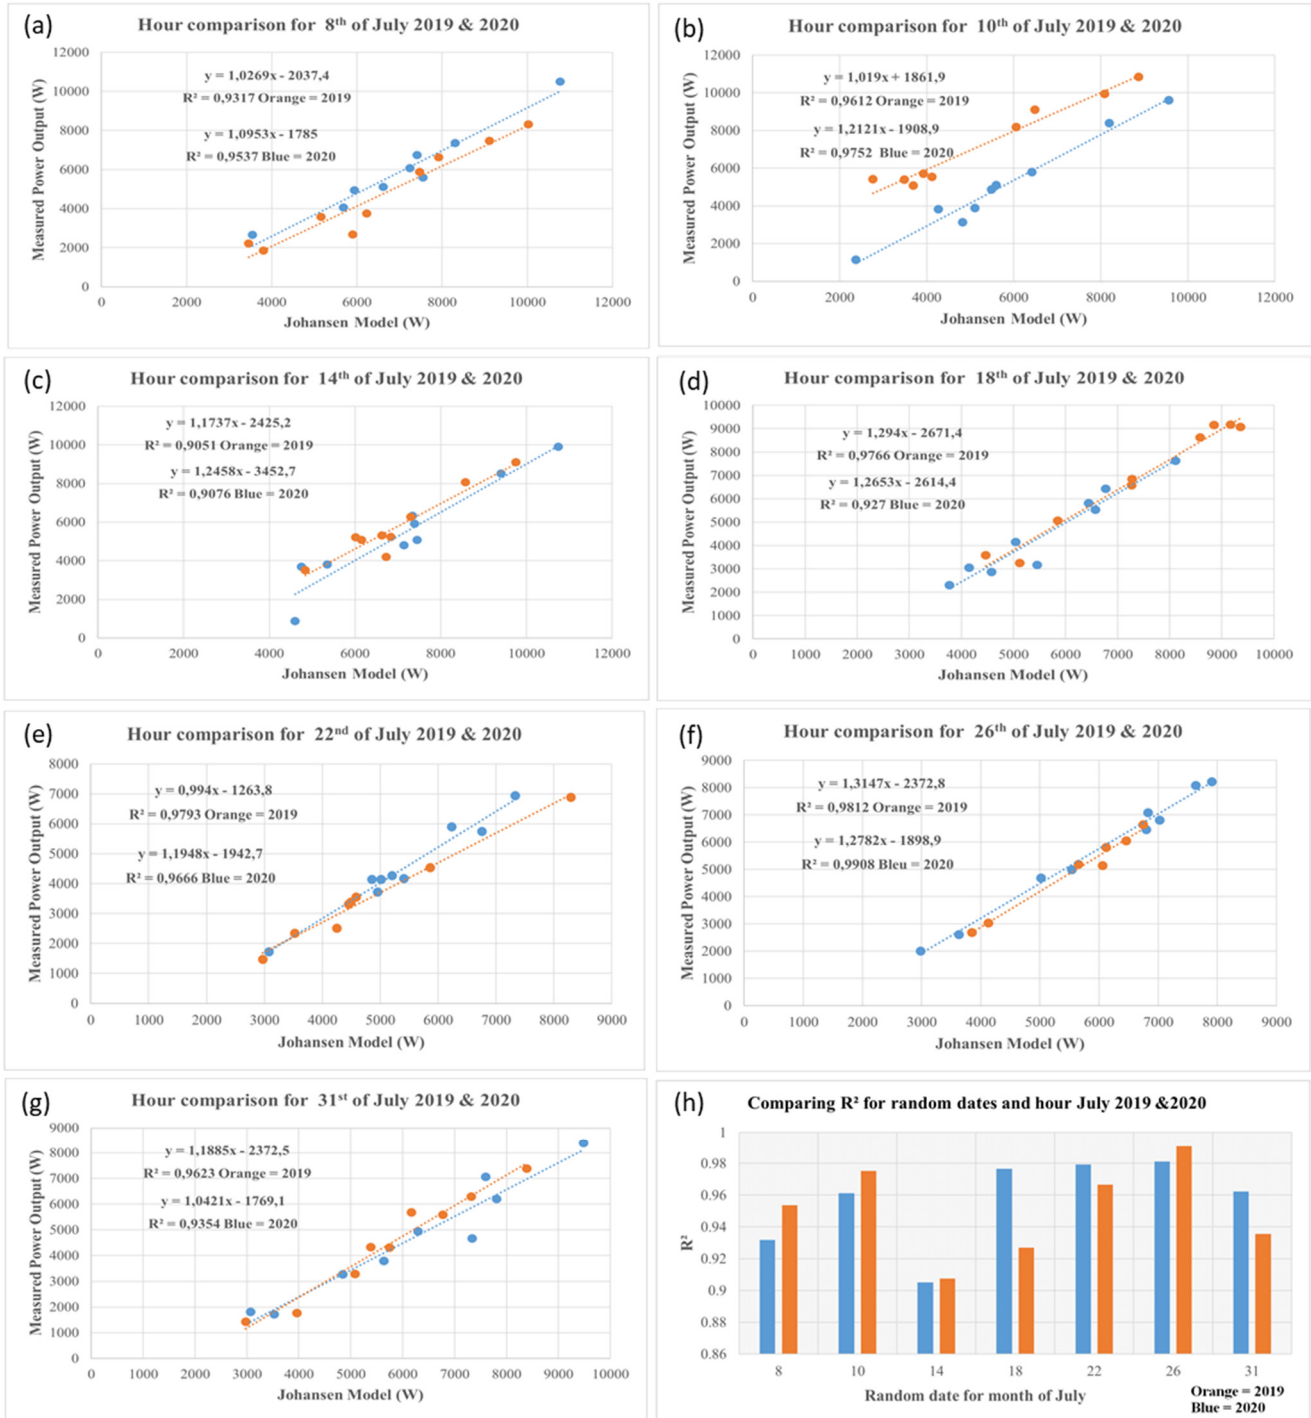 (a)
Hour comparison for 8th of July 2019 & 2020
y = 1,0269x - 2037,4
R² = 0,9317 Orange = 2019
y = 1,0953x - 1785
R² = 0,9537 Blue = 2020
Measured Power Output (W)
12000
10000
8000
6000
4000
2000
0
0 2000 4000 6000 8000 10000 12000
Johansen Model (W)
(b)
Hour comparison for 10th of July 2019 & 2020
y = 1,019x + 1861,9
R² = 0,9612 Orange = 2019
y = 1,2121x - 1908,9
R² = 0,9752 Blue = 2020
Measured Power Output (W)
12000
10000
8000
6000
4000
2000
0
0 2000 4000 6000 8000 10000 12000
Johansen Model (W)
(c)
Hour comparison for 14th of July 2019 & 2020
y = 1,1737x - 2425,2
R² = 0,9051 Orange = 2019
y = 1,2458x - 3452,7
R² = 0,9076 Blue = 2020
Measured Power Output (W)
12000
10000
8000
6000
4000
2000
0
0 2000 4000 6000 8000 10000 12000
Johansen Model (W)
(d)
Hour comparison for 18th of July 2019 & 2020
y = 1,294x - 2671,4
R² = 0,9766 Orange = 2019
y = 1,2653x - 2614,4
R² = 0,927 Blue = 2020
Measured Power Output (W)
10000
9000
8000
7000
6000
5000
4000
3000
2000
1000
0
0 1000 2000 3000 4000 5000 6000 7000 8000 9000 10000
Johansen Model (W)
(e)
Hour comparison for 22nd of July 2019 & 2020
y = 0,994x - 1263,8
R² = 0,9793 Orange = 2019
y = 1,1948x - 1942,7
R² = 0,9666 Blue = 2020
Measured Power Output (W)
8000
7000
6000
5000
4000
3000
2000
1000
0
0 1000 2000 3000 4000 5000 6000 7000 8000 9000
Johansen Model (W)
(f)
Hour comparison for 26th of July 2019 & 2020
y = 1,3147x - 2372,8
R² = 0,9812 Orange = 2019
y = 1,2782x - 1898,9
R² = 0,9908 Bleu = 2020
Measured Power Output (W)
9000
8000
7000
6000
5000
4000
3000
2000
1000
0
0 1000 2000 3000 4000 5000 6000 7000 8000 9000
Johansen Model (W)
(g)
Hour comparison for 31st of July 2019 & 2020
y = 1,1885x - 2372,5
R² = 0,9623 Orange = 2019
y = 1,0421x - 1769,1
R² = 0,9354 Blue = 2020
Measured Power Output (W)
9000
8000
7000
6000
5000
4000
3000
2000
1000
0
0 1000 2000 3000 4000 5000 6000 7000 8000 9000 10000
Johansen Model (W)
(h)
Comparing R² for random dates and hour July 2019 &2020
R²
1
0.98
0.96
0.94
0.92
0.9
0.88
0.86
8 10 14 18 22 26 31
Random date for month of July
Orange = 2019
Blue = 2020